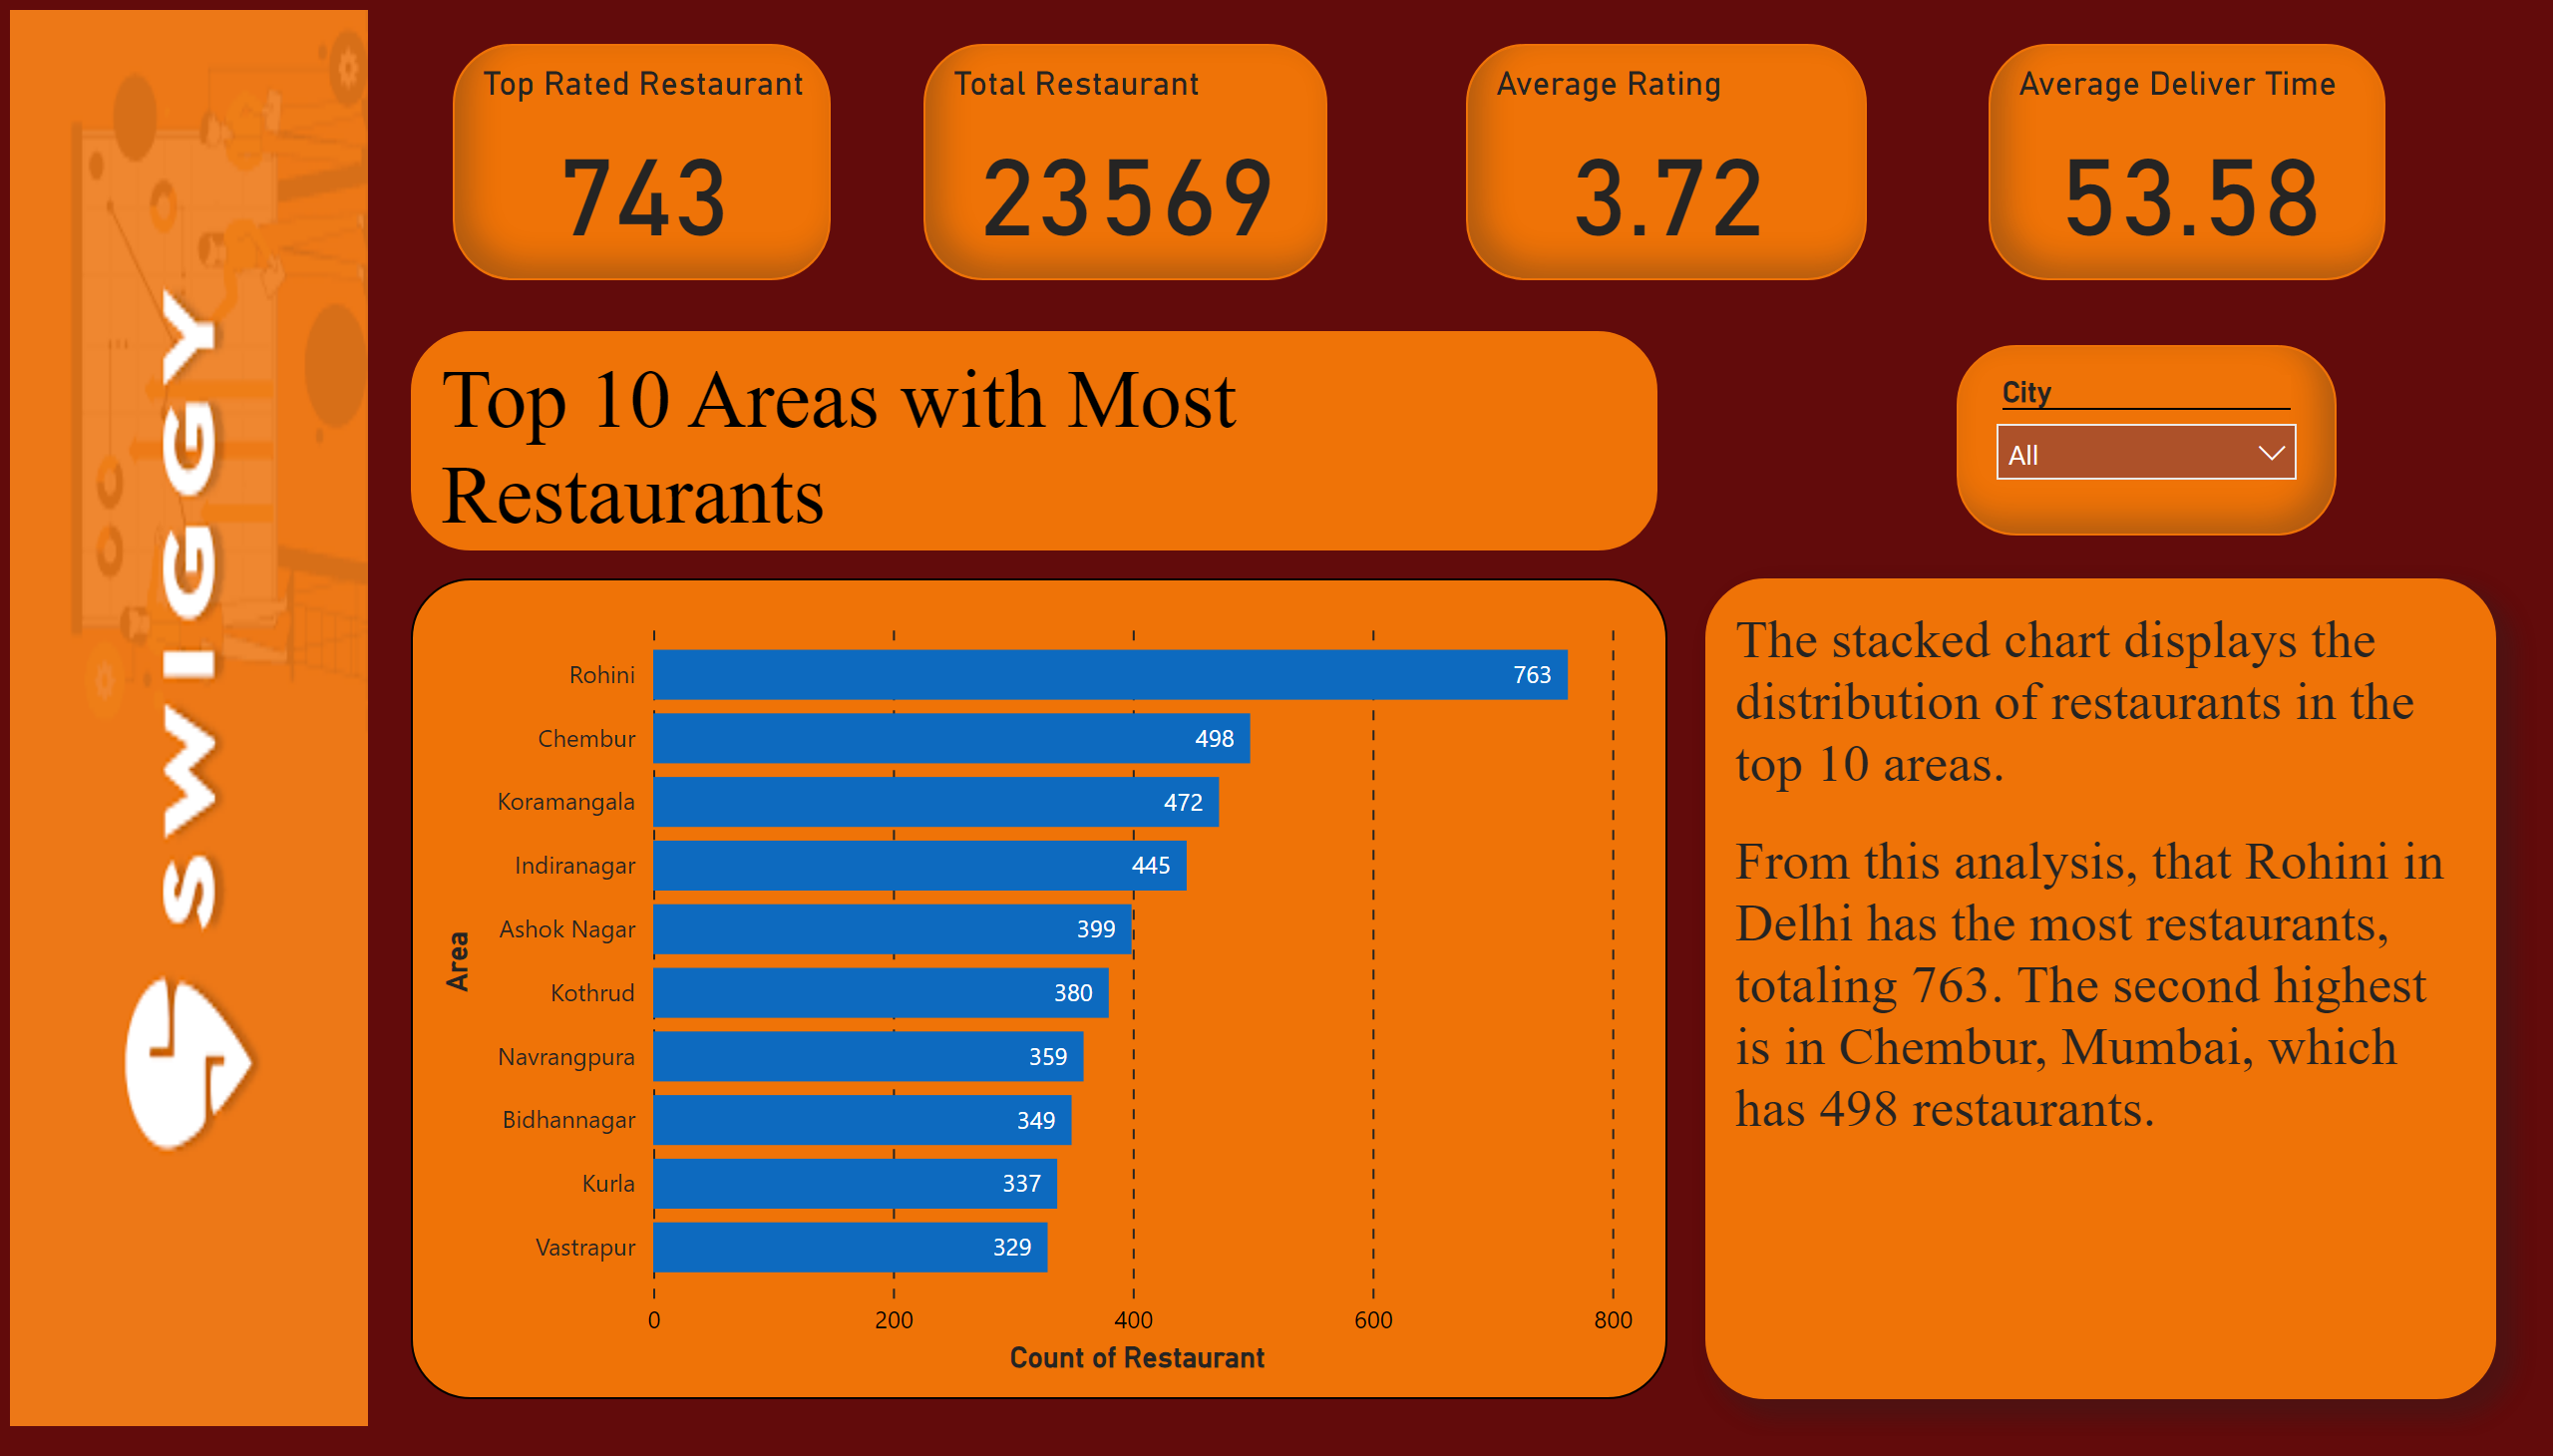 SWIGGY
Top Rated Restaurant
743
Total Restaurant
23569
Average Rating
3.72
Average Deliver Time
53.58
Top 10 Areas with Most
Restaurants
City
All
Area
Rohini
763
Chembur
498
Koramangala
472
Indiranagar
445
Ashok Nagar
399
Kothrud
380
Navrangpura
359
Bidhannagar
349
Kurla
337
Vastrapur
329
0 200 400 600 800
Count of Restaurant
The stacked chart displays the
distribution of restaurants in the
top 10 areas.
From this analysis, that Rohini in
Delhi has the most restaurants,
totaling 763. The second highest
is in Chembur, Mumbai, which
has 498 restaurants.